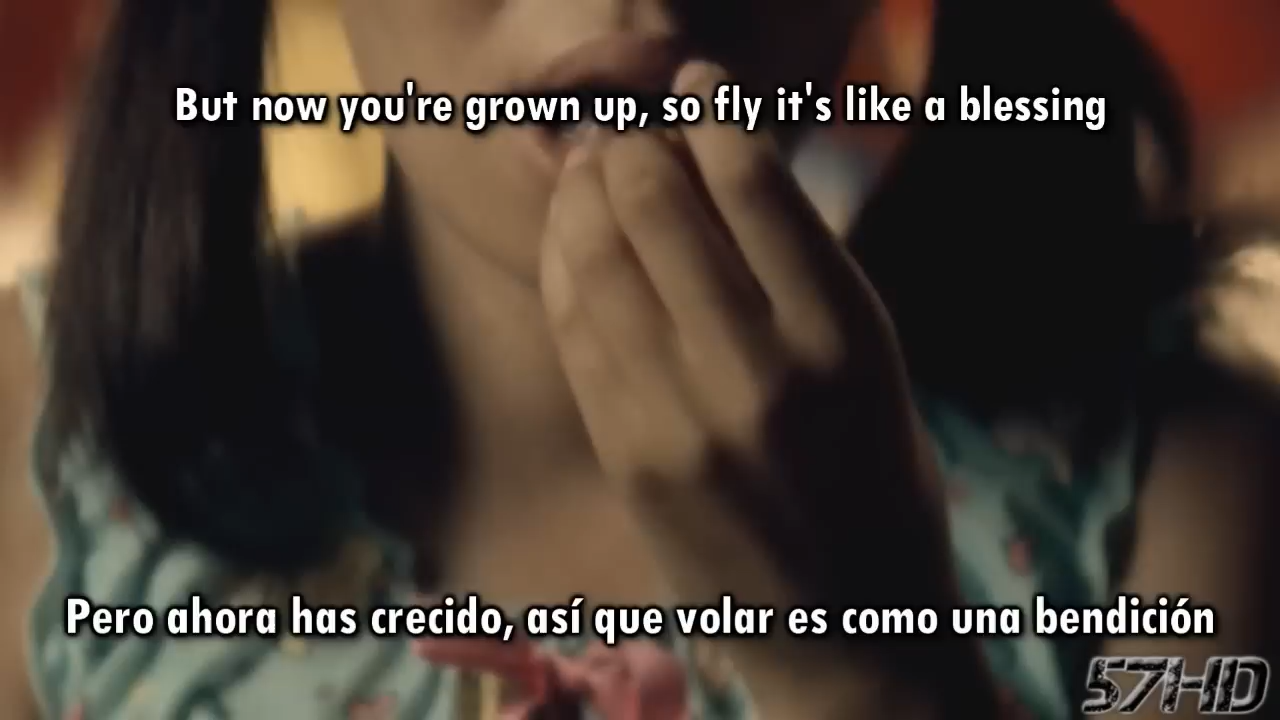 But now you're grown up, so fly it's like a blessing
Pero ahora has crecido, así que volar es como una bendición
57HD